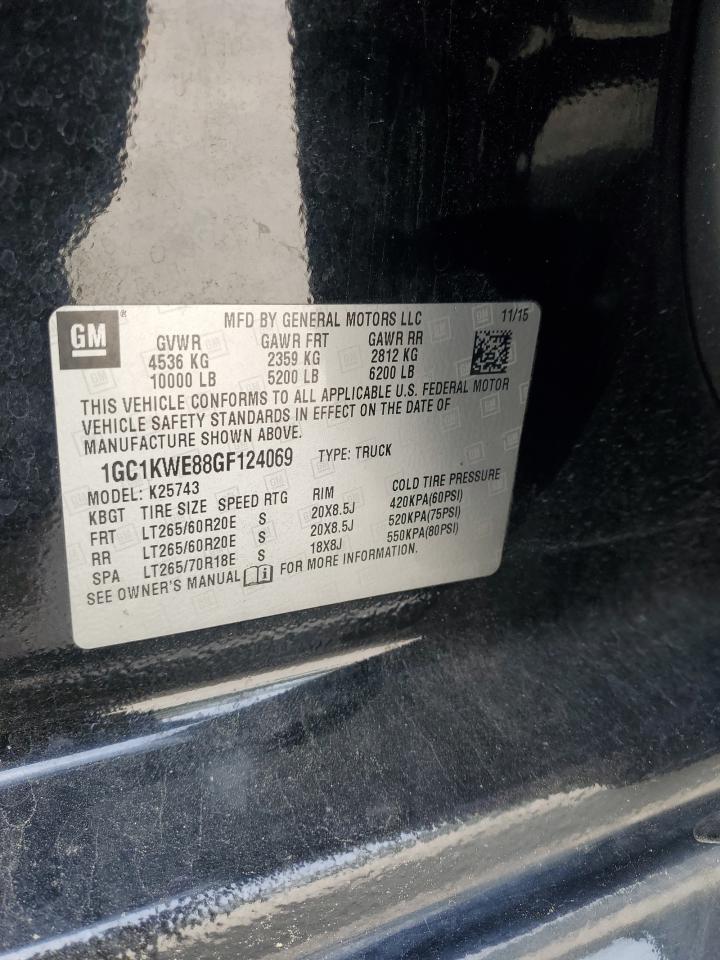 GM
MFD BY GENERAL MOTORS LLC 11/15
GVWR GAWR FRT GAWR RR
4536 KG 2359 KG 2812 KG
10000 LB 5200 LB 6200 LB
THIS VEHICLE CONFORMS TO ALL APPLICABLE U.S. FEDERAL MOTOR
VEHICLE SAFETY STANDARDS IN EFFECT ON THE DATE OF
MANUFACTURE SHOWN ABOVE.
1GC1KWE88GF124069 TYPE: TRUCK
MODEL: K25743
KBGT TIRE SIZE SPEED RTG RIM COLD TIRE PRESSURE
FRT LT265/60R20E S 20X8.5J 420KPA(60PSI)
RR LT265/60R20E S 20X8.5J 520KPA(75PSI)
SPA LT265/70R18E S 18X8J 550KPA(80PSI)
SEE OWNER'S MANUAL FOR MORE INFORMATION.